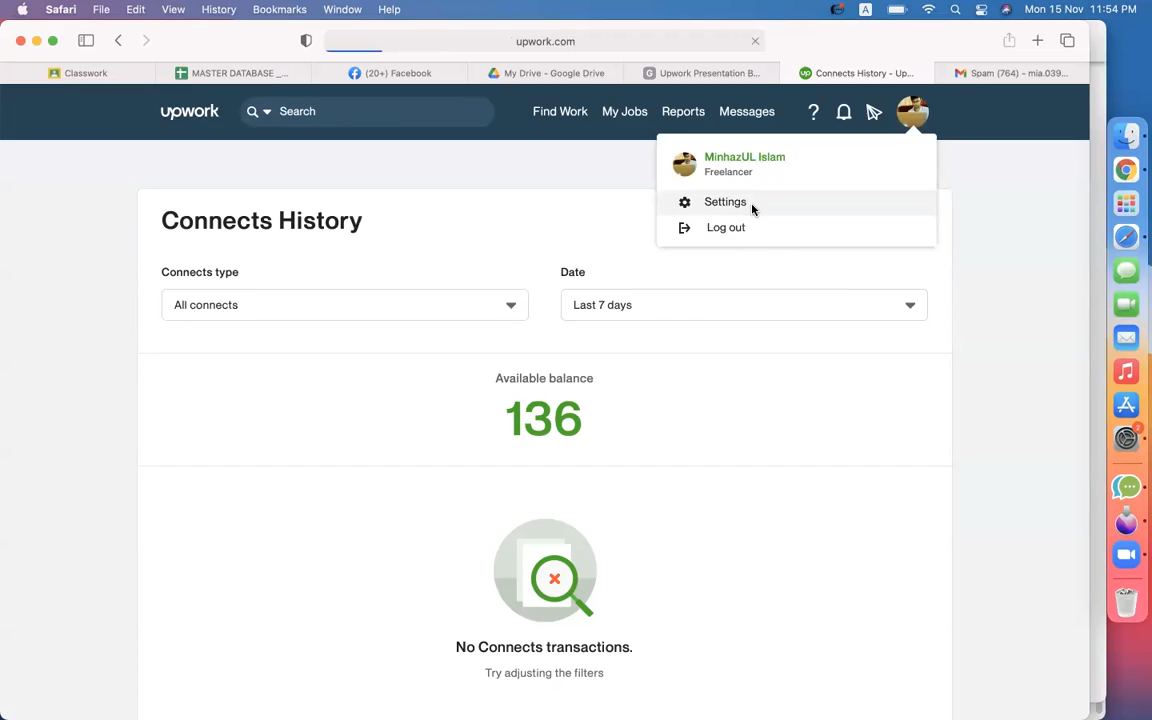 Safari File Edit View History Bookmarks Window Help A Mon 15 Nov 11:54 PM
upwork.com
Classwork MASTER DATABASE _... (20+) Facebook My Drive - Google Drive Upwork Presentation B... Connects History - Up... Spam (764) - mia.039...
upwork Search Find Work My Jobs Reports Messages ?
MinhazUL Islam
Freelancer
Settings
Log out
Connects History
Connects type Date
All connects Last 7 days
Available balance
136
No Connects transactions.
Try adjusting the filters
2